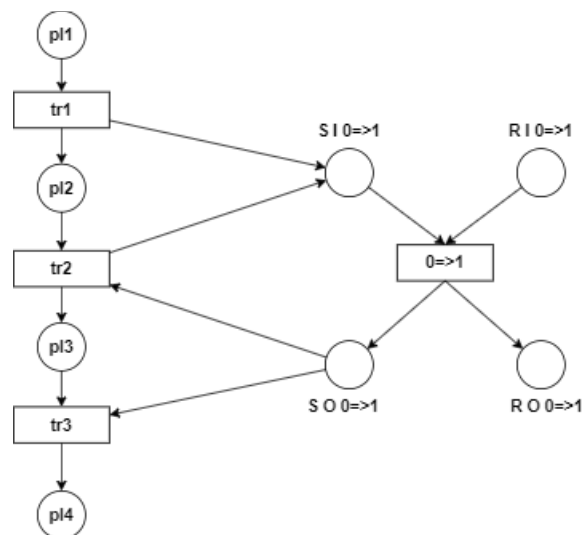 pl1
tr1
S I 0=>1
R I 0=>1
pl2
tr2
0=>1
pl3
S O 0=>1
R O 0=>1
tr3
pl4